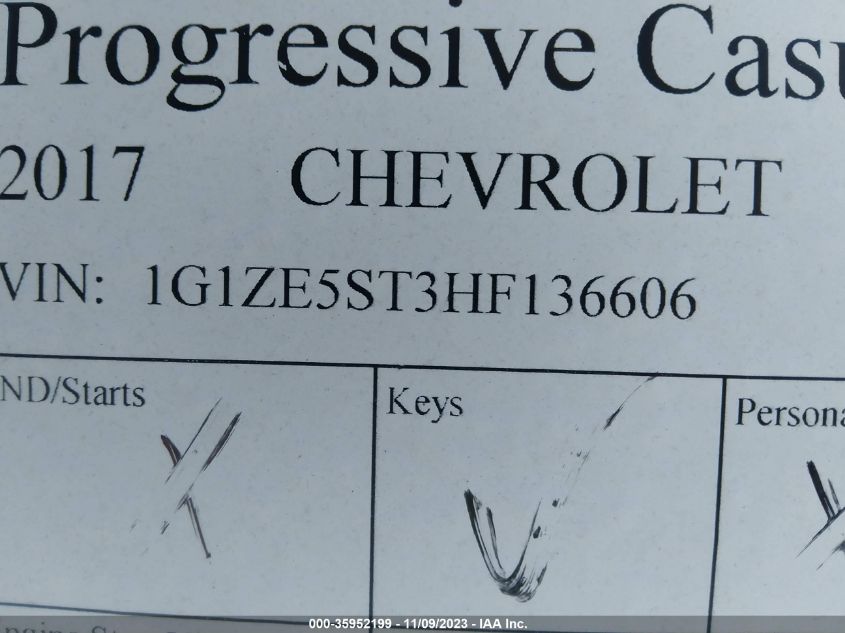 Progressive Casu
2017 CHEVROLET
VIN: 1G1ZE5ST3HF136606
ND/Starts
Keys
Persona
000-35952199 - 11/09/2023 - IAA Inc.